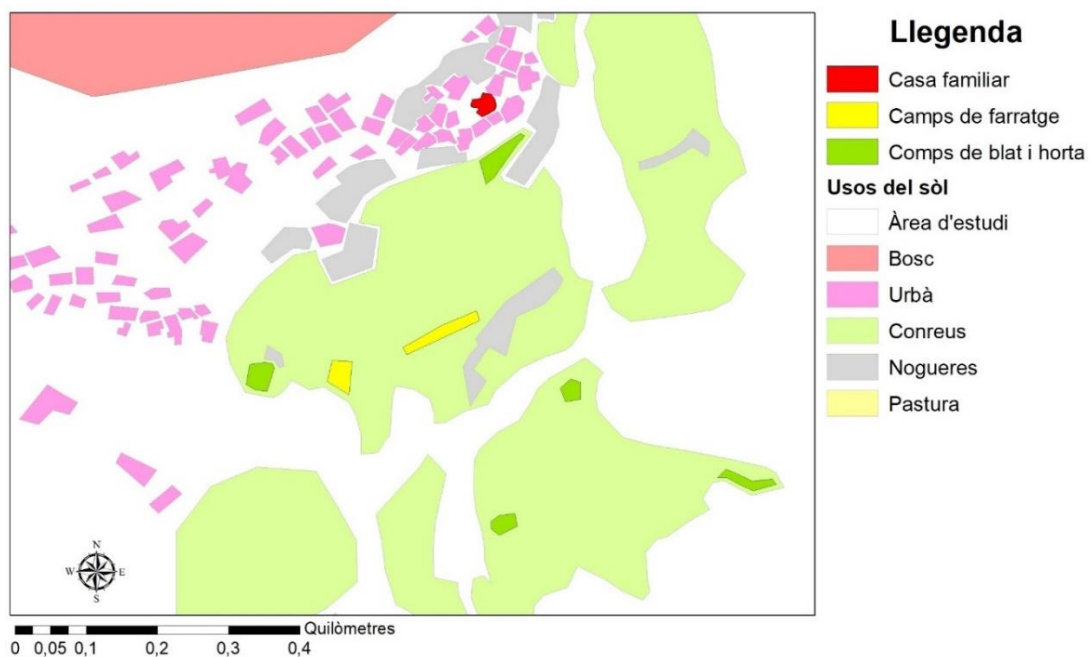 Llegenda
Casa familiar
Camps de farratge
Comps de blat i horta
Usos del sòl
Àrea d'estudi
Bosc
Urbà
Conreus
Nogueres
Pastura
N
W E
S
Quilòmetres
0 0,05 0,1 0,2 0,3 0,4